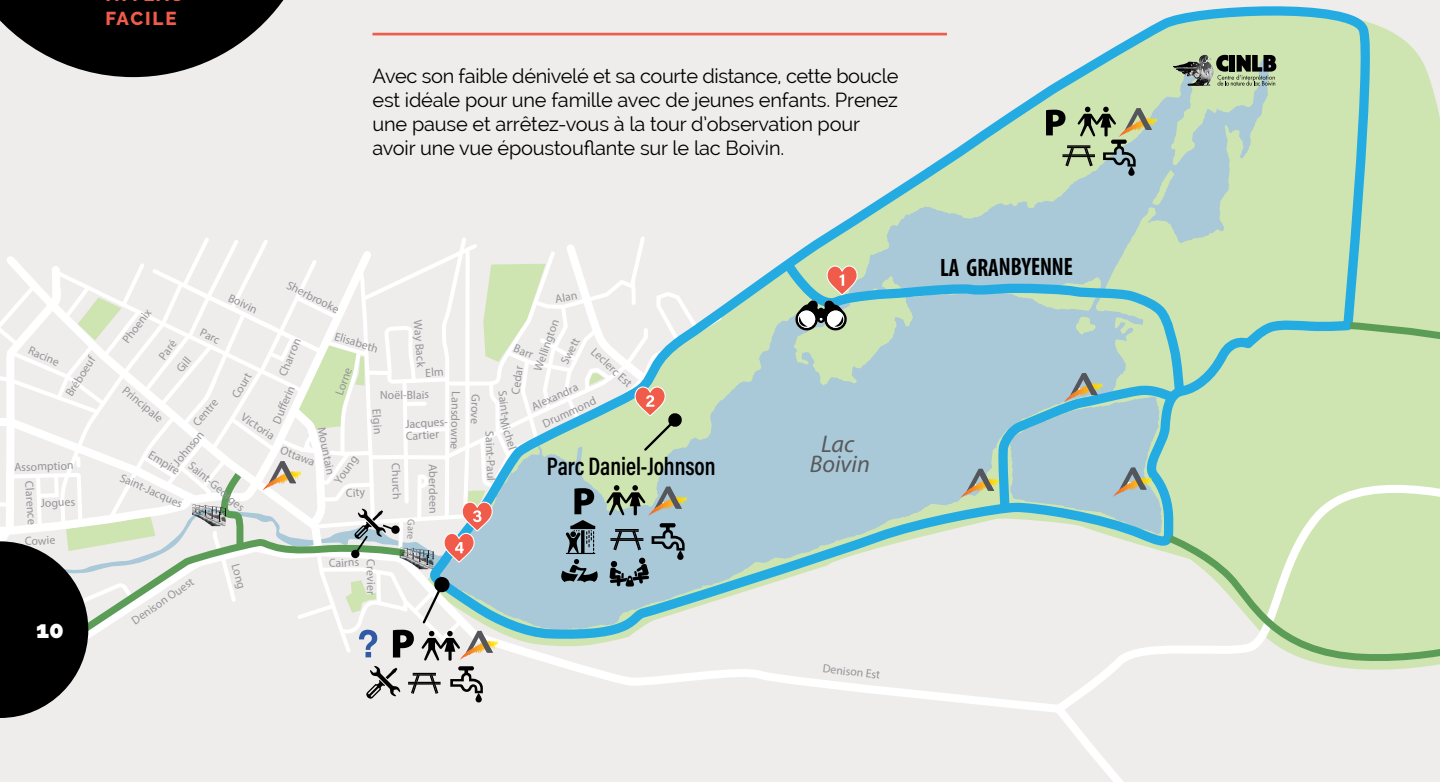 FACILE
Avec son faible dénivelé et sa courte distance, cette boucle
est idéale pour une famille avec de jeunes enfants. Prenez
une pause et arrêtez-vous à la tour d'observation pour
avoir une vue époustouflante sur le lac Boivin.
CINLB
Centre d'interprétation
de la nature du lac Boivin
P
1
LA GRANBYENNE
Sherbrooke
Boivin
Alan
Phoenix
Parc
Elisabeth
Way Back
Wellington
Swett
Barr
Leclerc Est
Racine
Bréboeuf
Paré
Gill
Charron
Elm
Cedar
Court
Lorne
Noël-Blais
Alexandra
Principale
Centre
Dufferin
Elgin
Lansdowne
Grove
Saint-Michel
Drummond
2
Victoria
Jacques-
Cartier
Johnson
Empire
Ottawa
Mountain
Young
Saint-Paul
Lac
Boivin
Assomption
Saint-Georges
Parc Daniel-Johnson
Clarence
Jogues
Saint-Jacques
City
Church
Aberdeen
P
3
Cowie
Gare
4
Cairns
Crevier
Long
Denison Ouest
10
? P
Denison Est